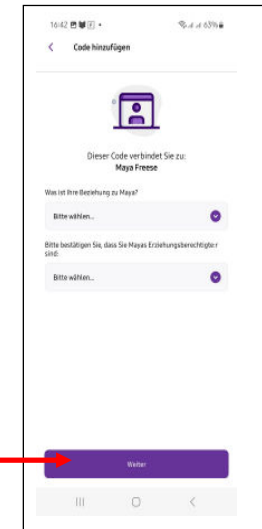 16:42
63%
Code hinzufügen
Dieser Code verbindet Sie zu:
Maya Freese
Was ist Ihre Beziehung zu Maya?
Bitte wählen...
Bitte bestätigen Sie, dass Sie Mayas Erziehungsberechtigte:r
sind:
Bitte wählen...
Weiter